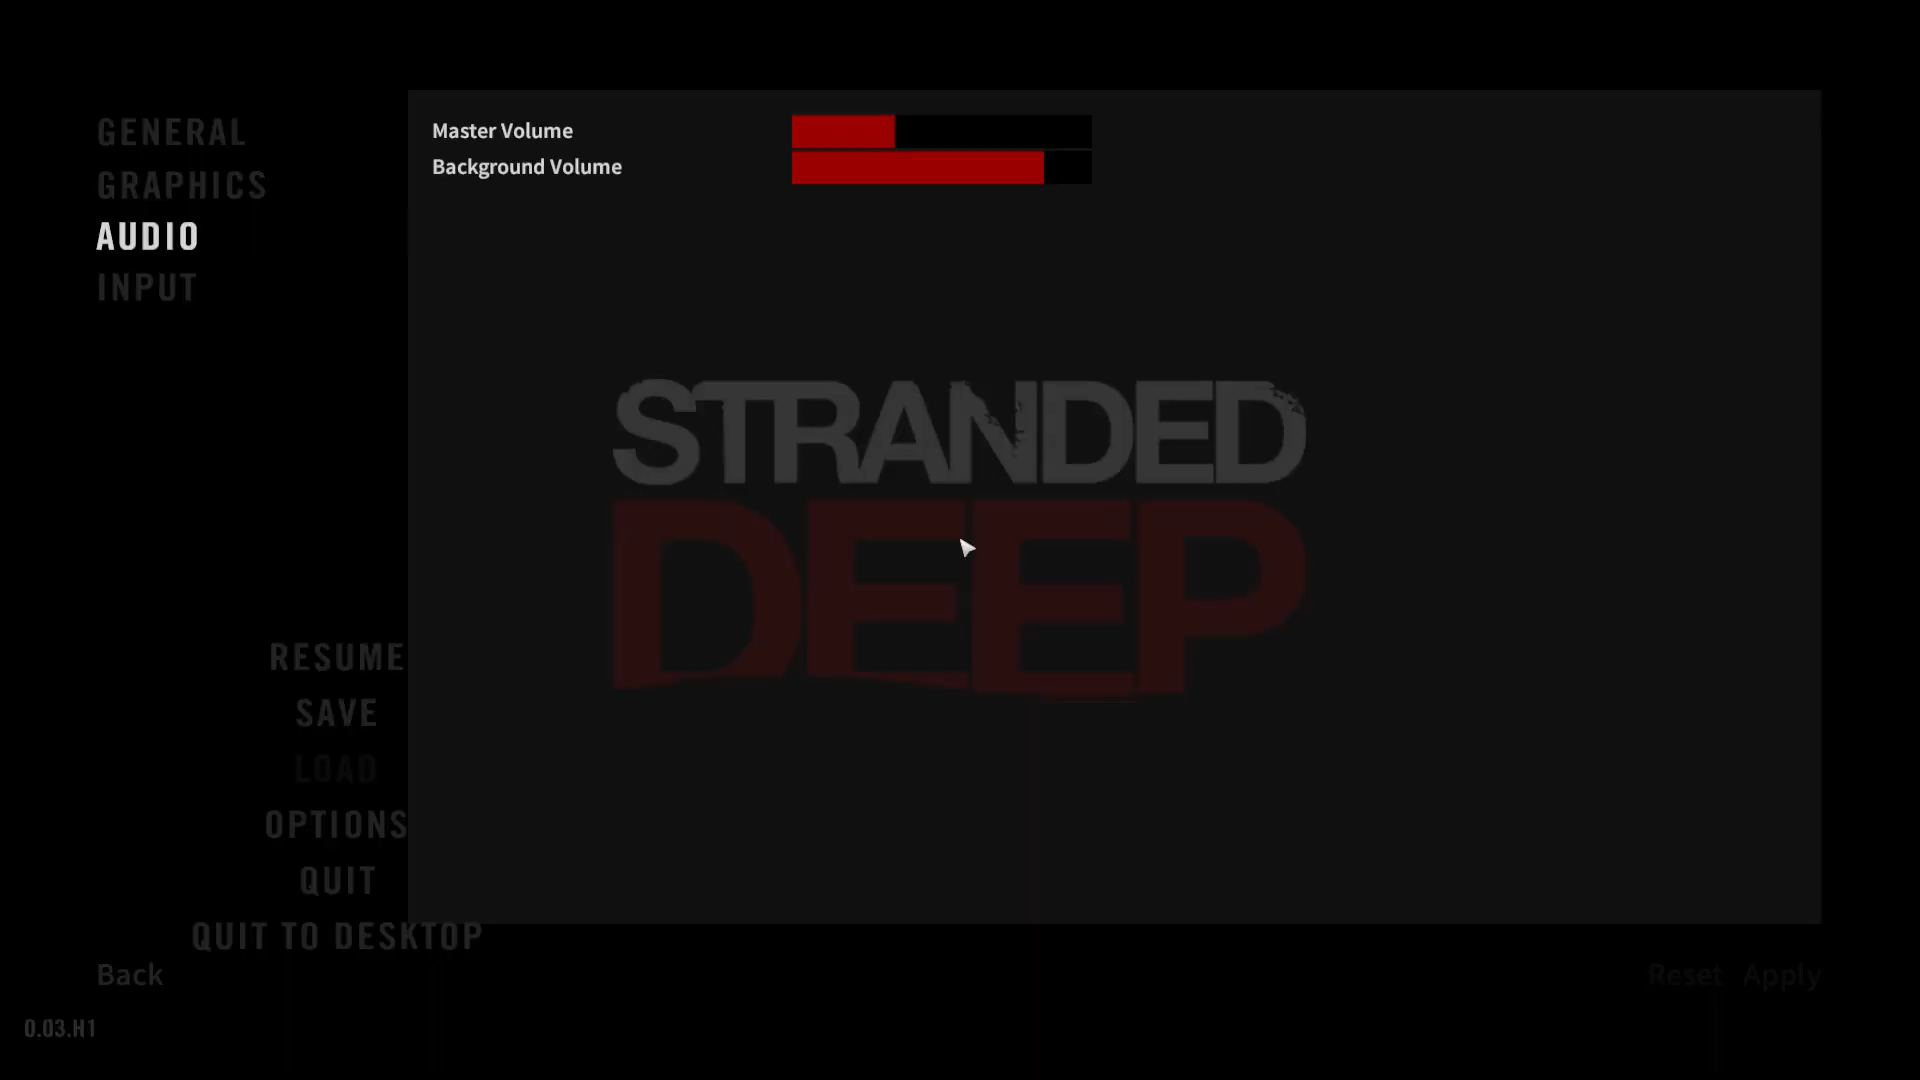 GENERAL
GRAPHICS
AUDIO
INPUT
Master Volume
Background Volume
STRANDED
DEEP
RESUME
SAVE
LOAD
OPTIONS
QUIT
QUIT TO DESKTOP
Back
Reset Apply
0.03.H1